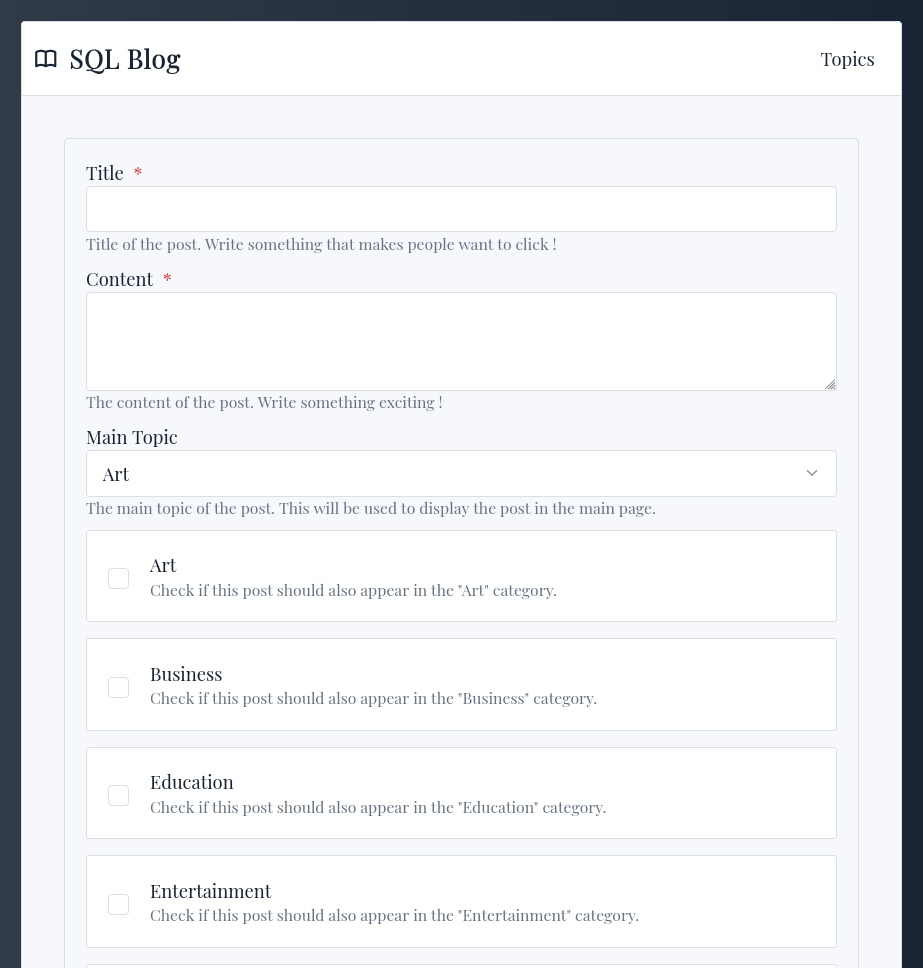 SQL Blog
Topics
Title *
Title of the post. Write something that makes people want to click !
Content *
The content of the post. Write something exciting !
Main Topic
Art
The main topic of the post. This will be used to display the post in the main page.
Art
Check if this post should also appear in the "Art" category.
Business
Check if this post should also appear in the "Business" category.
Education
Check if this post should also appear in the "Education" category.
Entertainment
Check if this post should also appear in the "Entertainment" category.